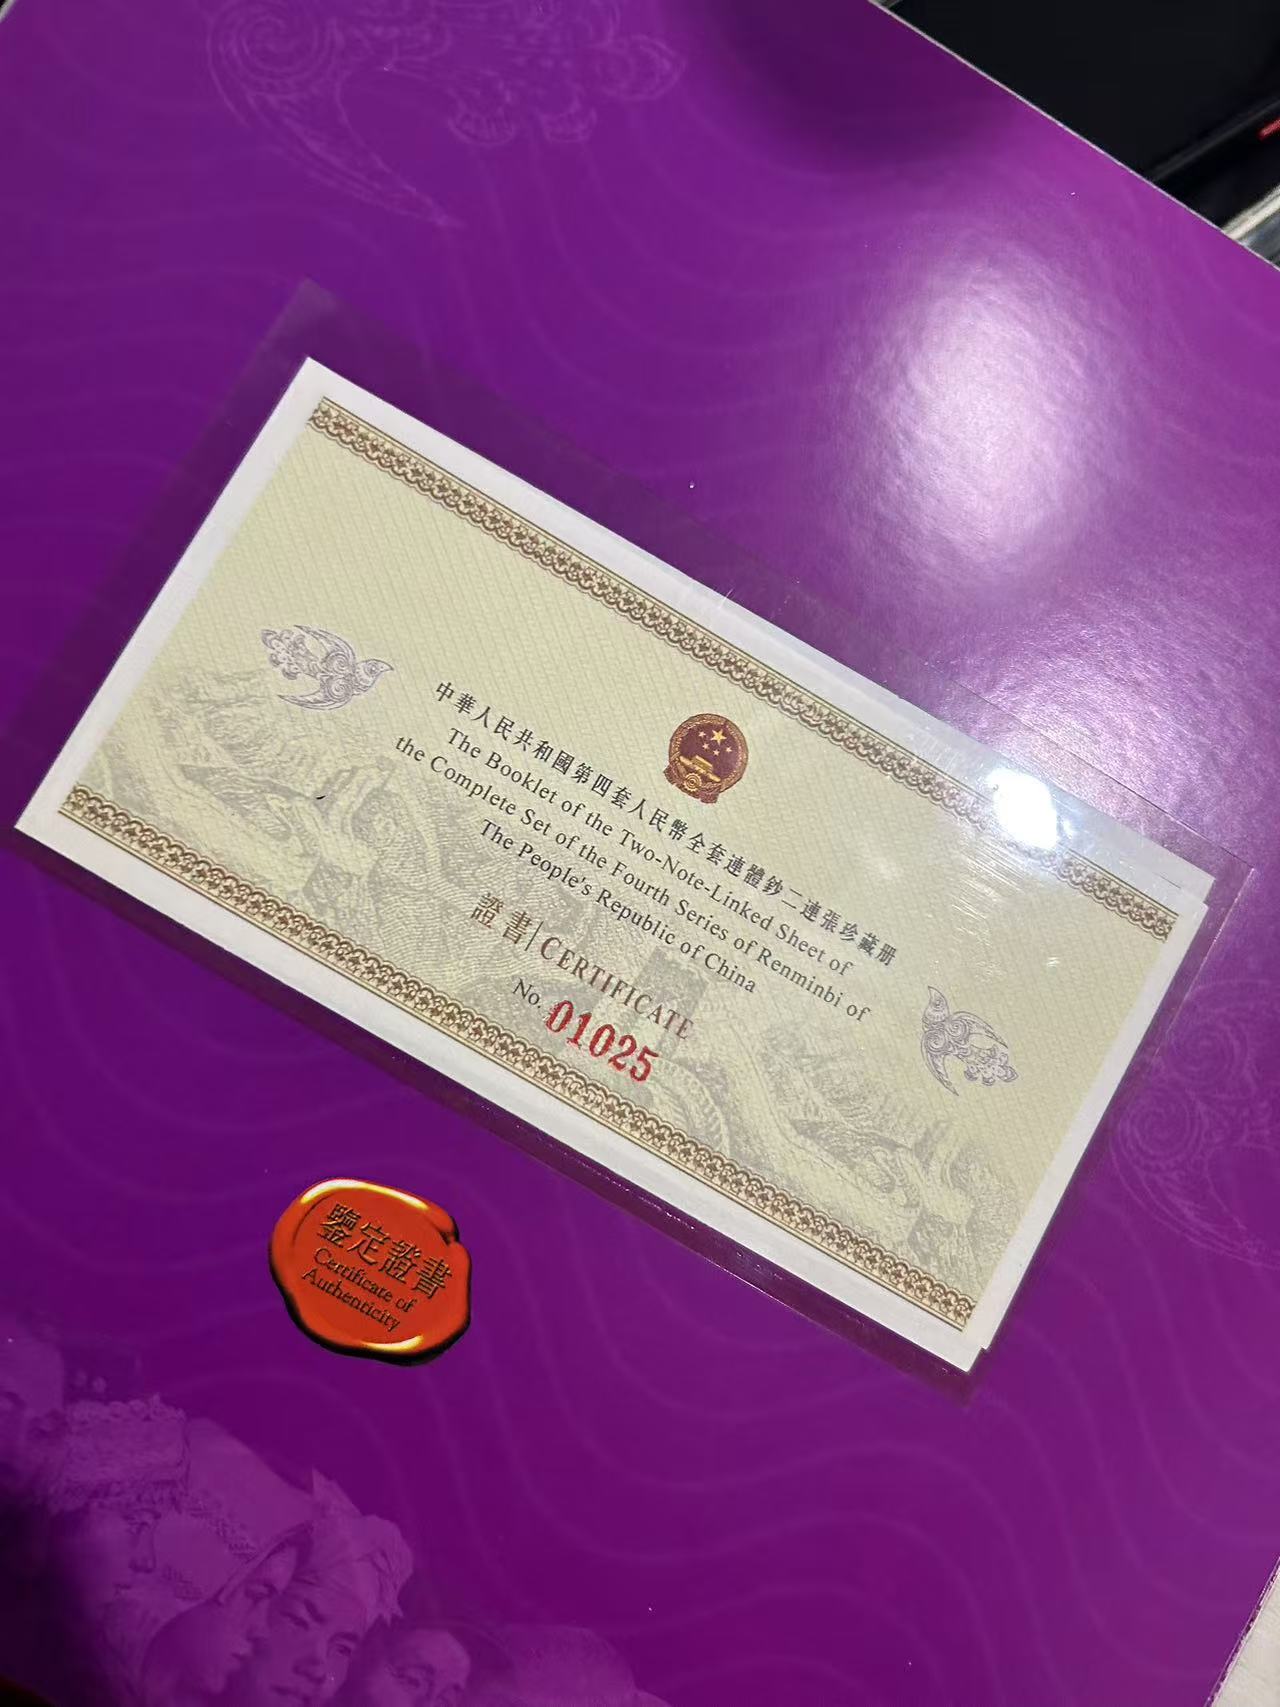 中華人民共和國第四套人民幣全套連體鈔二連張珍藏册
The Booklet of the Two-Note-Linked Sheet of
the Complete Set of the Fourth Series of Renminbi of
The People's Republic of China
證書|CERTIFICATE
No. 01025
鑒定證書
Certificate of
Authenticity